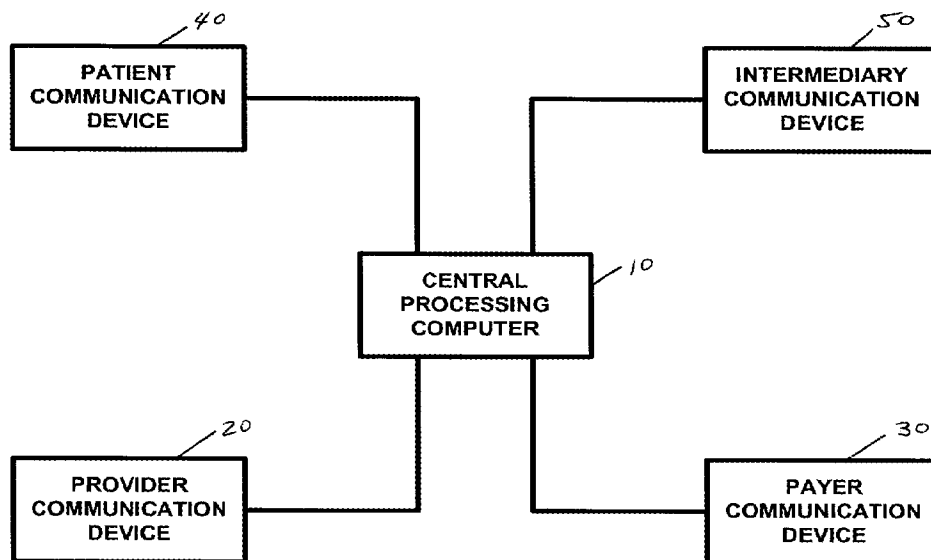 40
PATIENT
COMMUNICATION
DEVICE
50
INTERMEDIARY
COMMUNICATION
DEVICE
10
CENTRAL
PROCESSING
COMPUTER
20
PROVIDER
COMMUNICATION
DEVICE
30
PAYER
COMMUNICATION
DEVICE